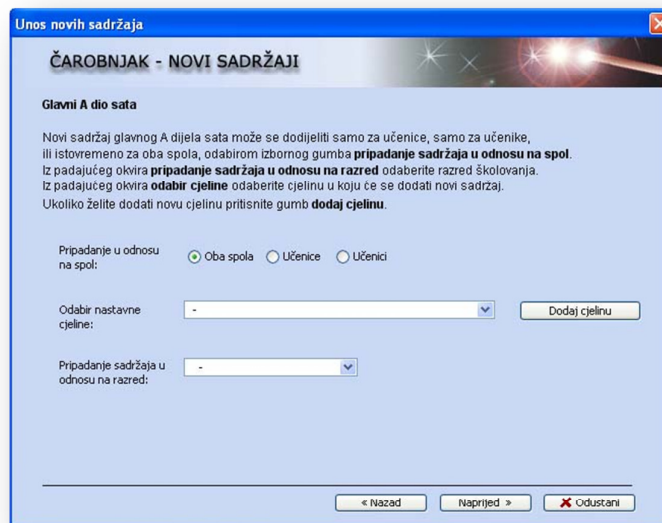 Unos novih sadržaja
ČAROBNJAK - NOVI SADRŽAJI
Glavni A dio sata
Novi sadržaj glavnog A dijela sata može se dodijeliti samo za učenice, samo za učenike,
ili istovremeno za oba spola, odabirom izbornog gumba pripadanje sadržaja u odnosu na spol.
Iz padajućeg okvira pripadanje sadržaja u odnosu na razred odaberite razred školovanja.
Iz padajućeg okvira odabir cjeline odaberite cjelinu u koju će se dodati novi sadržaj.
Ukoliko želite dodati novu cjelinu pritisnite gumb dodaj cjelinu.
Pripadanje u odnosu
na spol:
Oba spola Učenice Učenici
Odabir nastavne
cjeline:
- Dodaj cjelinu
Pripadanje sadržaja u
odnosu na razred:
-
« Nazad Naprijed » Odustani